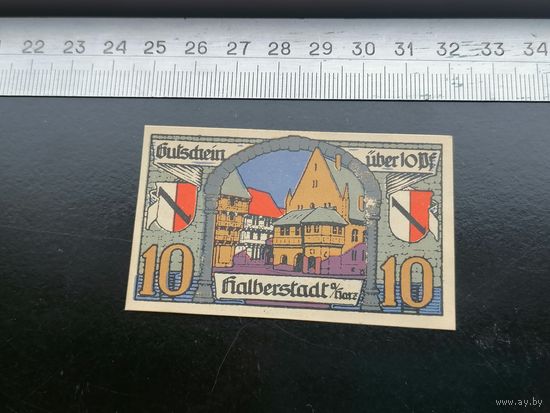 22 23 24 25 26 27 28 29 30 31 32 33 34
Gutschein über 10 Pf
10 10
Halberstadt a/Harz
www.ay.by